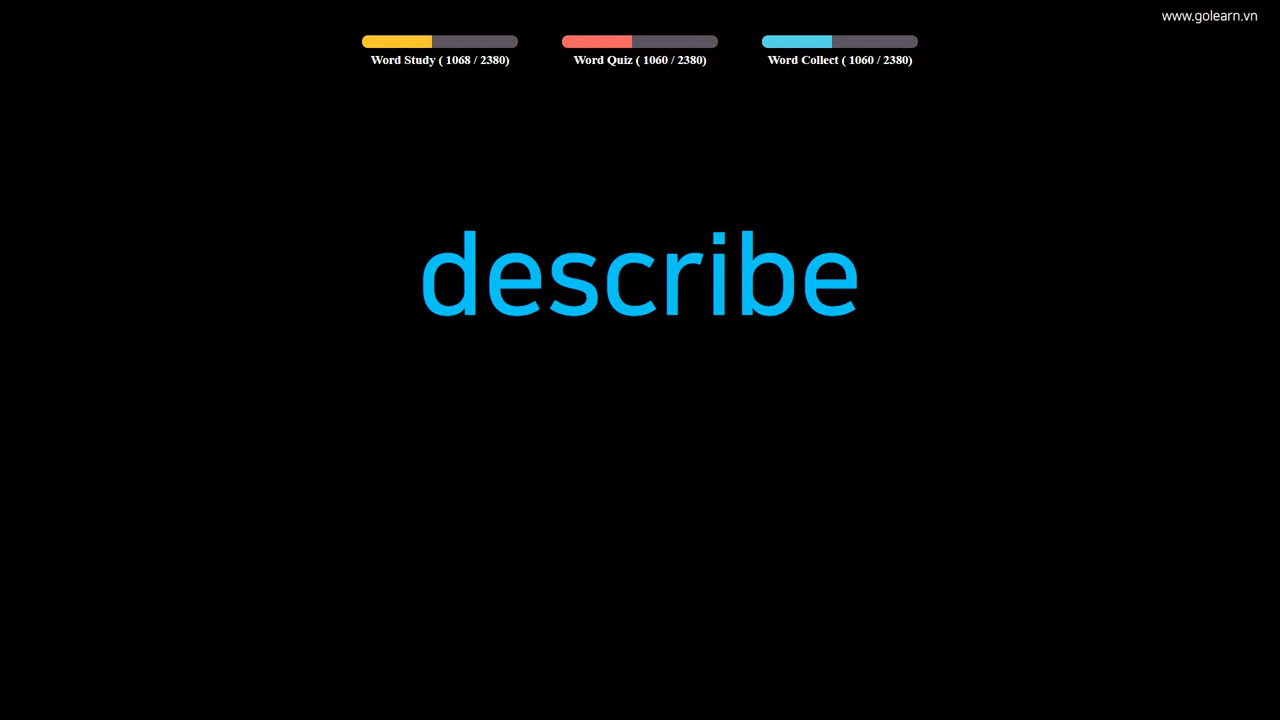 www.golearn.vn
Word Study ( 1068 / 2380)
Word Quiz ( 1060 / 2380)
Word Collect ( 1060 / 2380)
describe